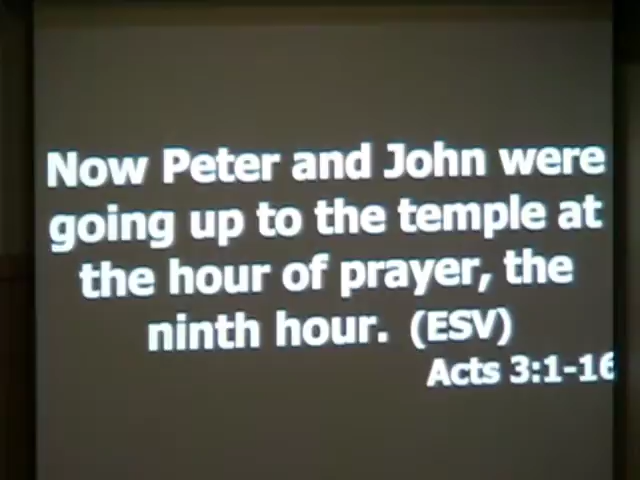 Now Peter and John were
going up to the temple at
the hour of prayer, the
ninth hour. (ESV)
Acts 3:1-16